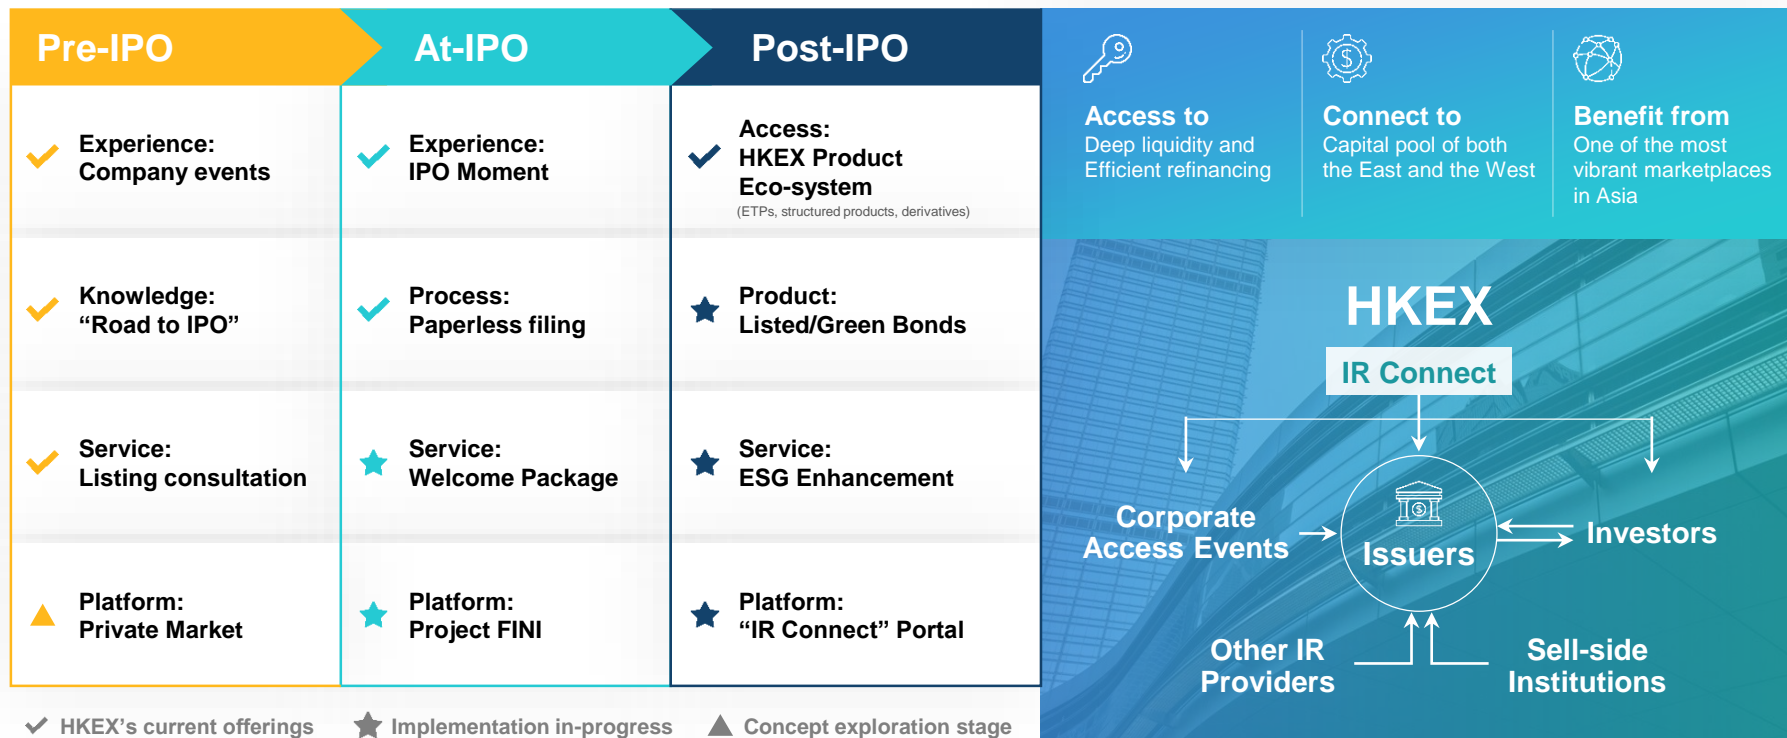 Pre-IPO
At-IPO
Post-IPO
Experience:
Company events
Experience:
IPO Moment
Access:
HKEX Product
Eco-system
(ETPs, structured products, derivatives)
Knowledge:
“Road to IPO”
Process:
Paperless filing
Product:
Listed/Green Bonds
Service:
Listing consultation
Service:
Welcome Package
Service:
ESG Enhancement
Platform:
Private Market
Platform:
Project FINI
Platform:
“IR Connect” Portal
HKEX’s current offerings
Implementation in-progress
Concept exploration stage
Access to
Deep liquidity and
Efficient refinancing
Connect to
Capital pool of both
the East and the West
Benefit from
One of the most
vibrant marketplaces
in Asia
HKEX
IR Connect
Corporate
Access Events
Issuers
Investors
Other IR
Providers
Sell-side
Institutions